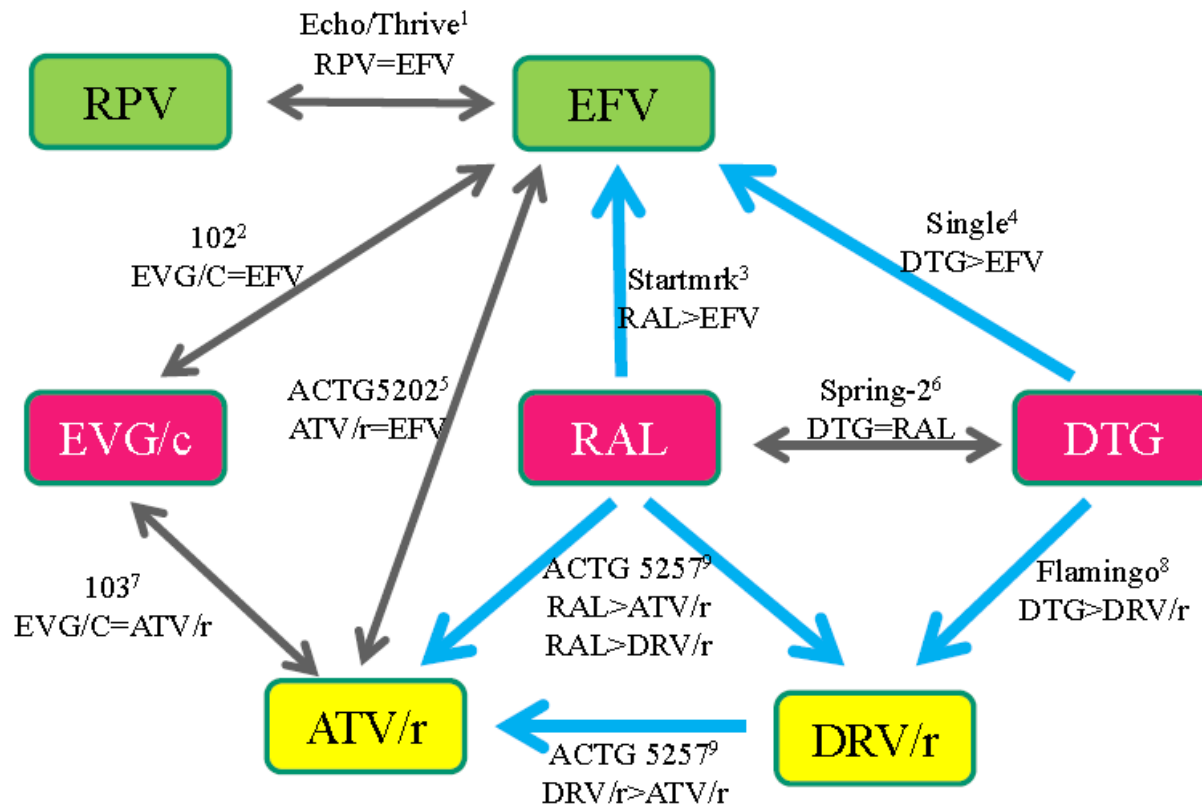 Echo/Thrive¹
RPV=EFV
RPV
EFV
102²
EVG/C=EFV
Single⁴
DTG>EFV
Startmrk³
RAL>EFV
ACTG5202⁵
ATV/r=EFV
Spring-2⁶
DTG=RAL
EVG/c
RAL
DTG
103⁷
EVG/C=ATV/r
ACTG 5257⁹
RAL>ATV/r
RAL>DRV/r
Flamingo⁸
DTG>DRV/r
ATV/r
DRV/r
ACTG 5257⁹
DRV/r>ATV/r